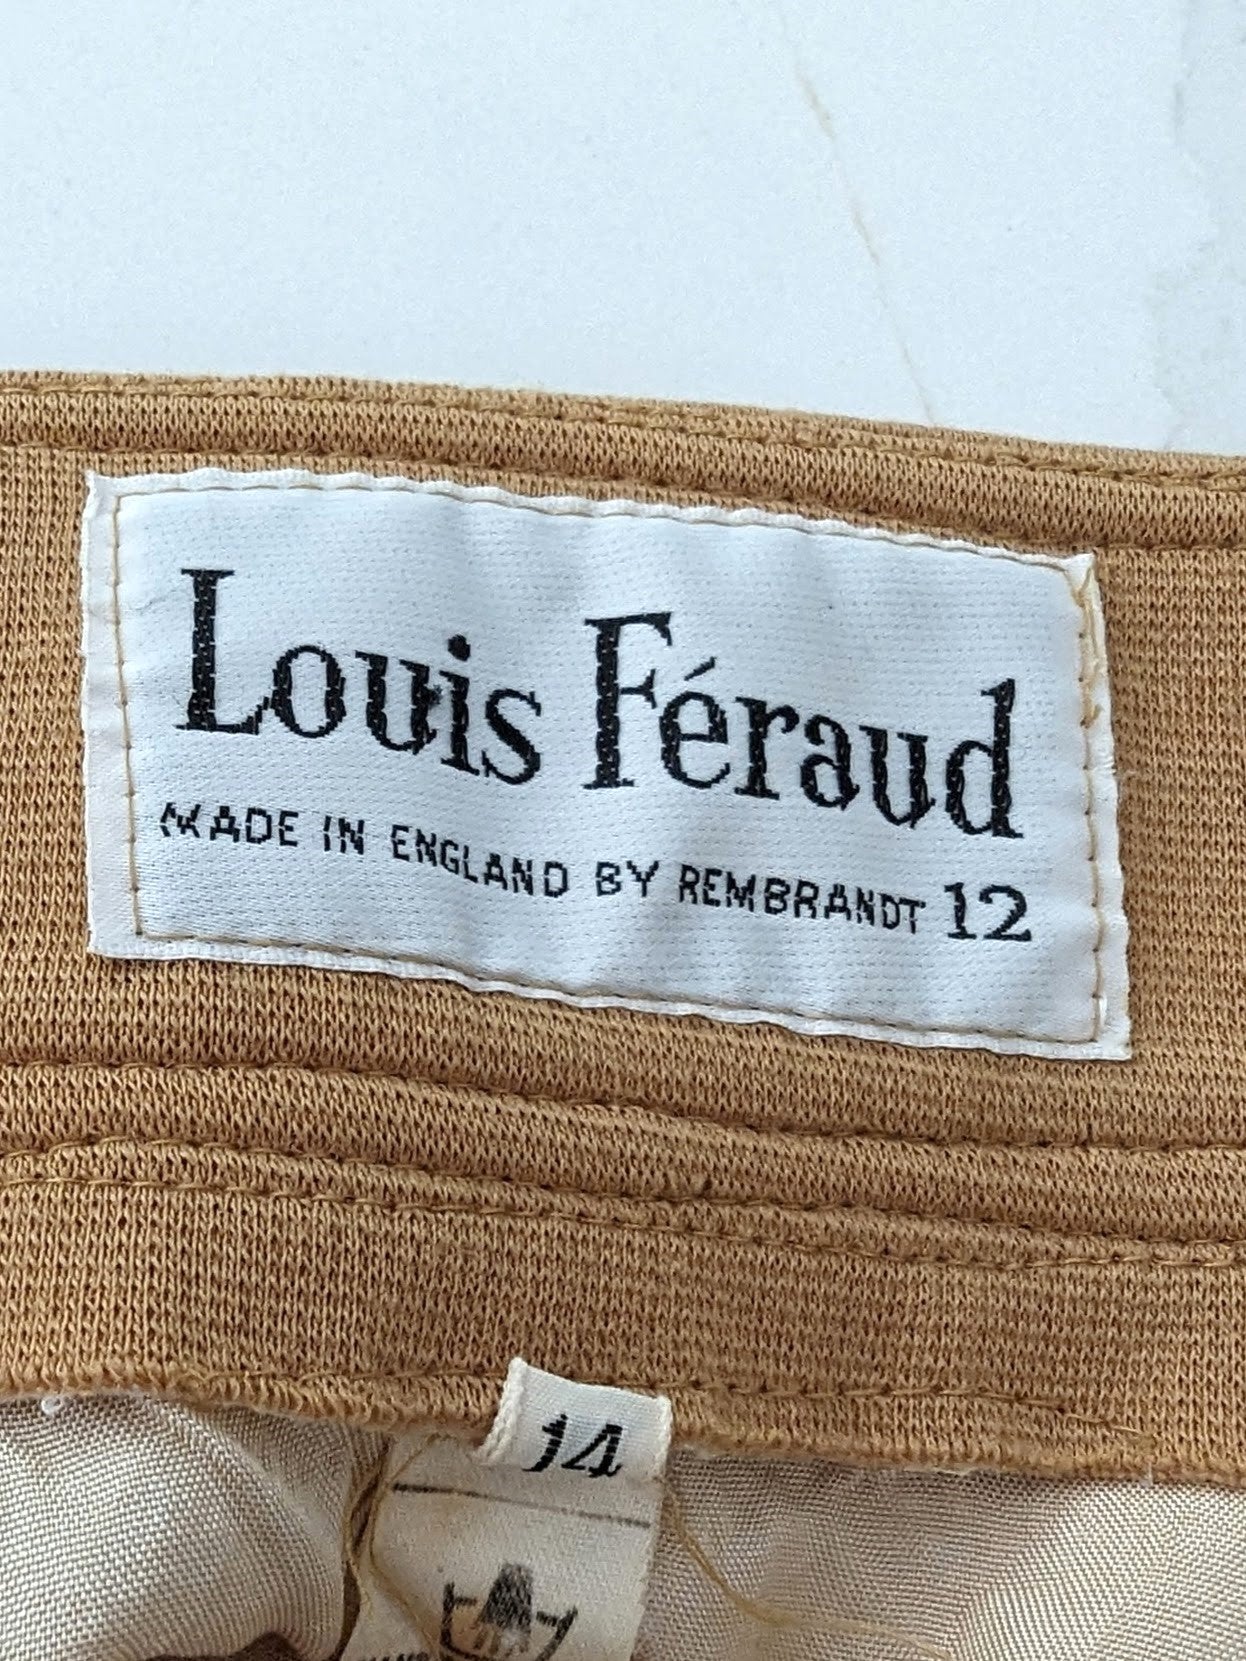 Louis Féraud
MADE IN ENGLAND BY REMBRANDT 12
14